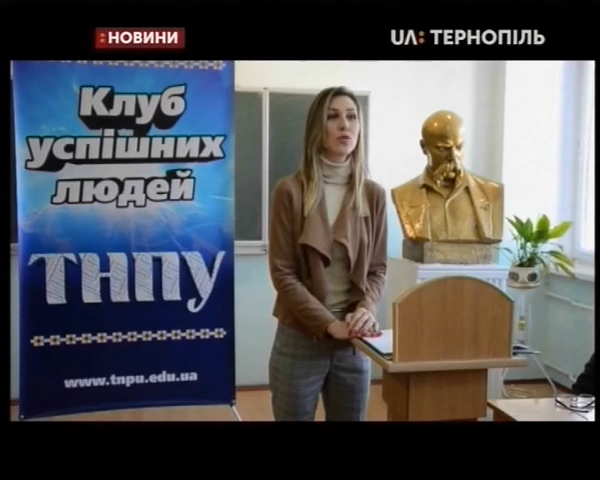 :НОВИНИ
UA: ТЕРНОПІЛЬ
Клуб
успішних
людей
ТНПУ
www.tnpu.edu.ua